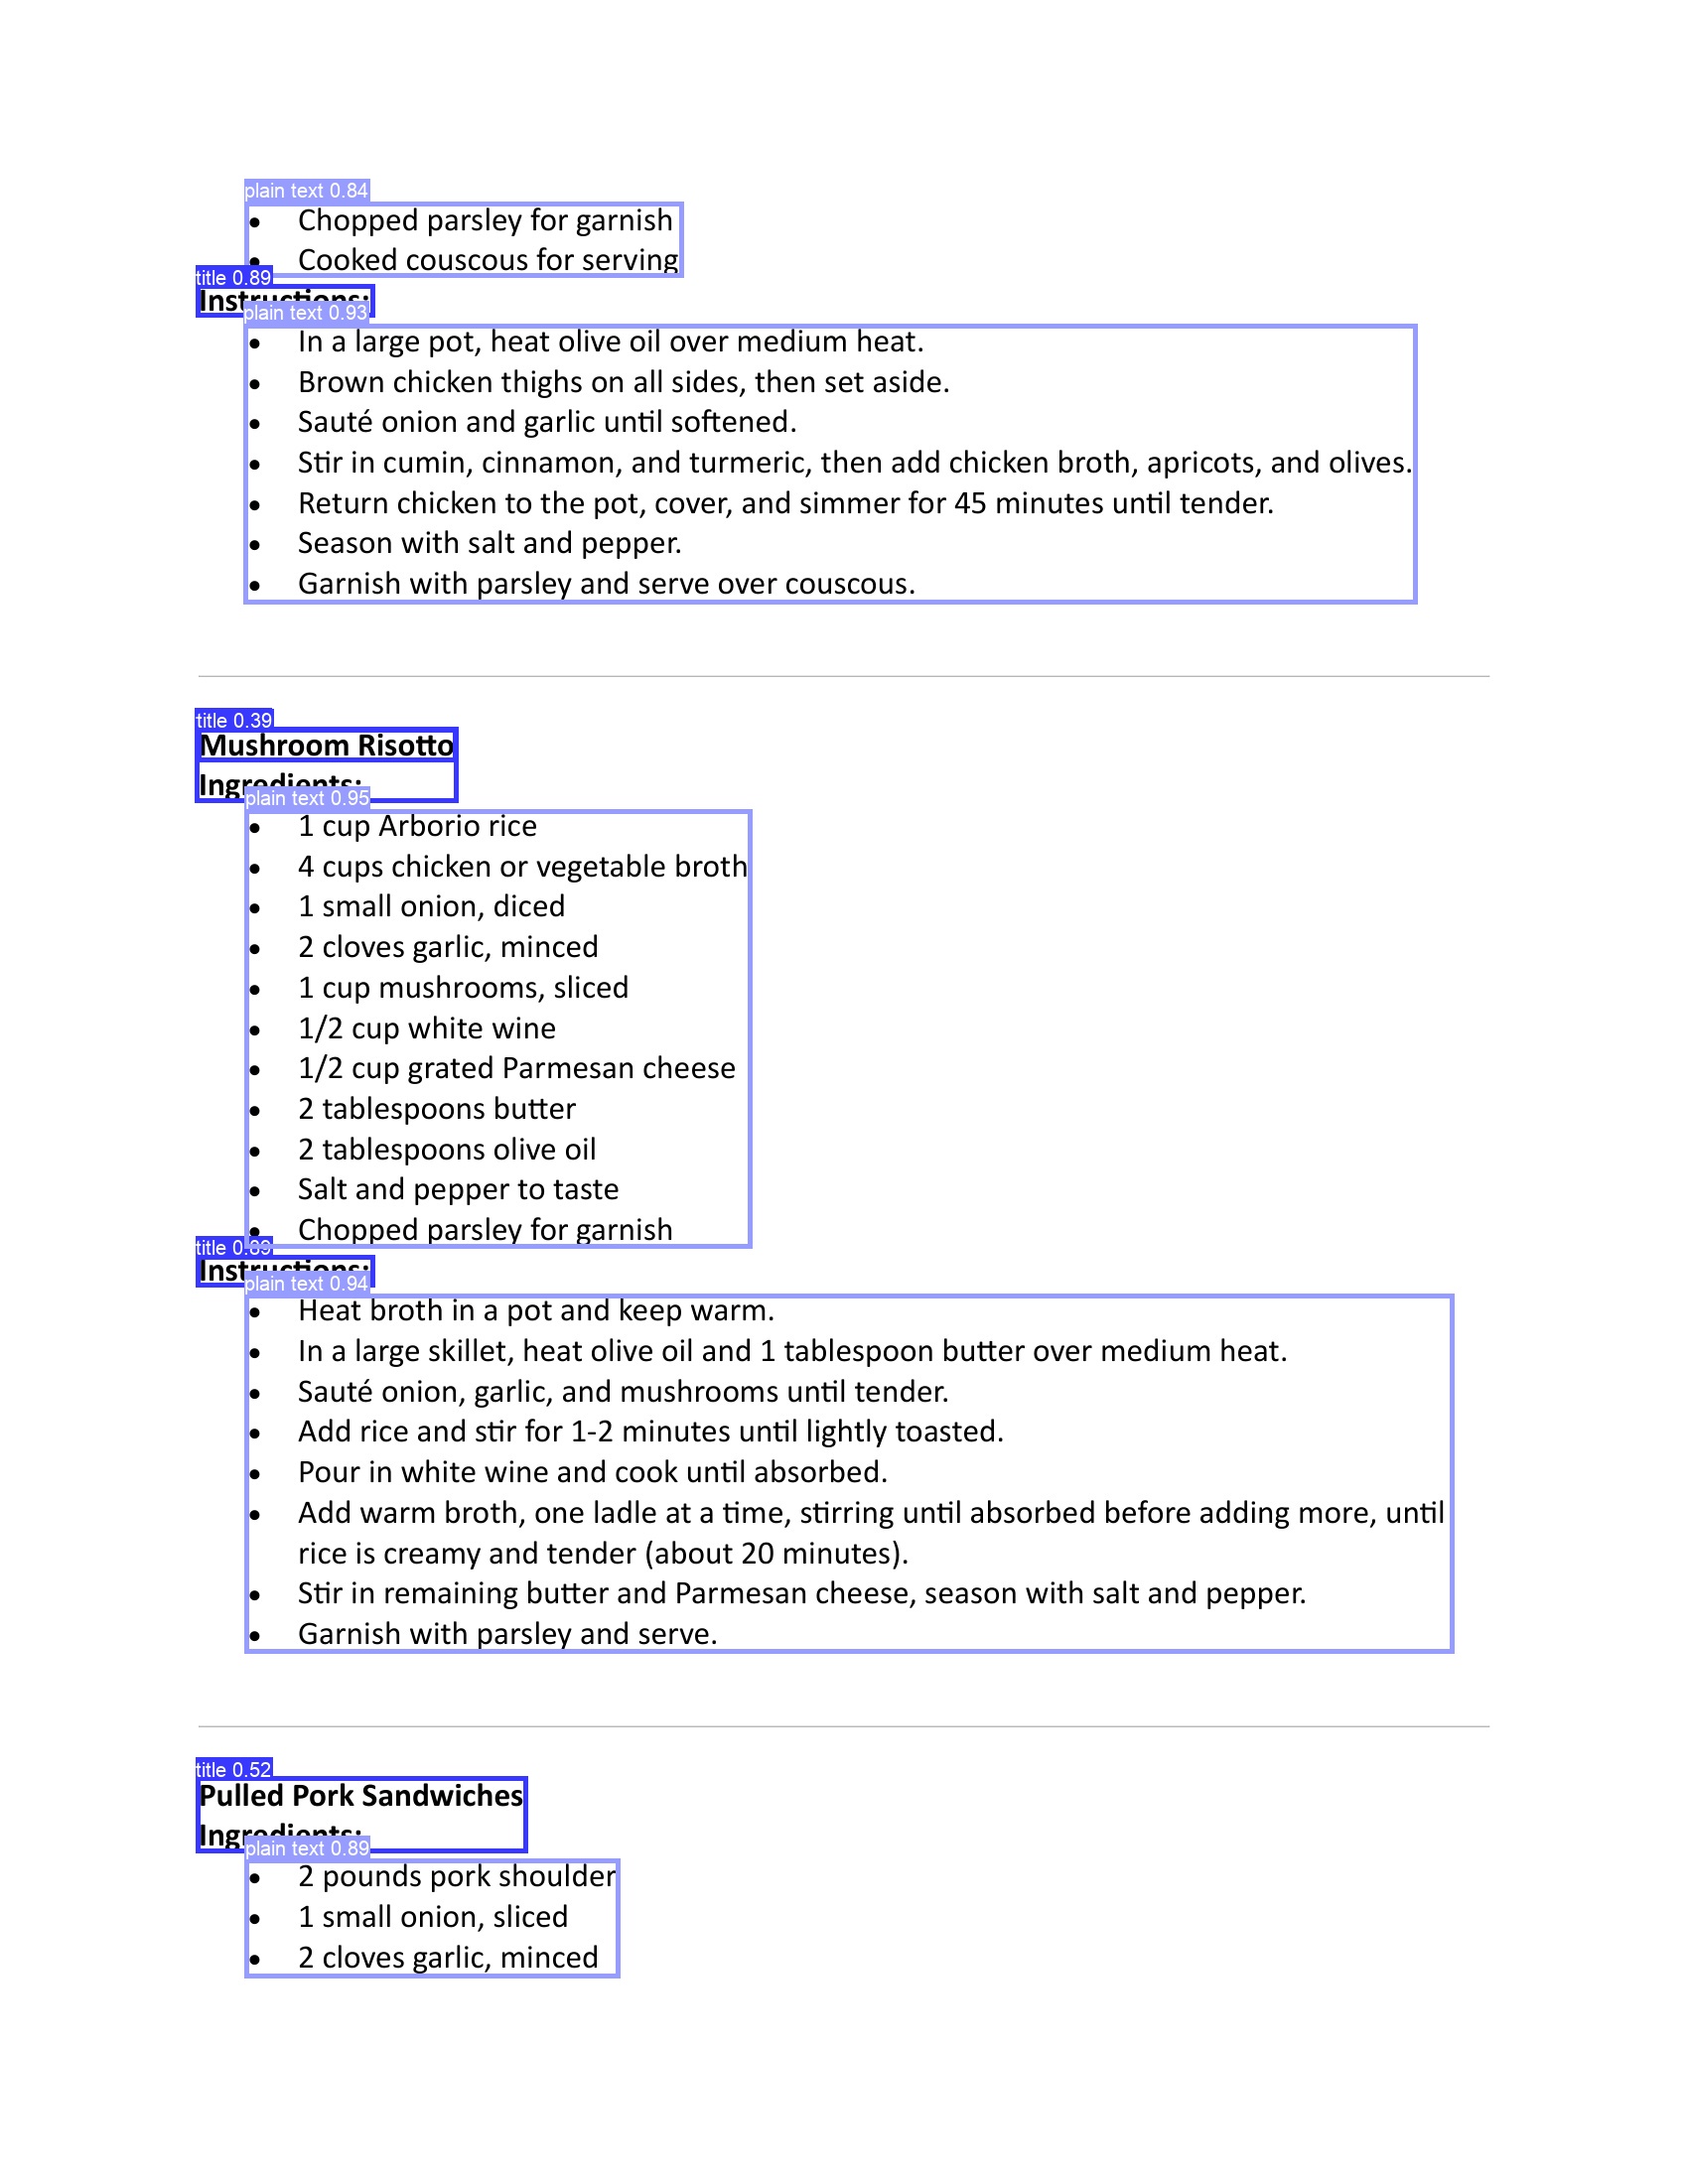 plain text 0.84
• Chopped parsley for garnish
• Cooked couscous for serving
title 0.89
Instructions:
plain text 0.93
• In a large pot, heat olive oil over medium heat.
• Brown chicken thighs on all sides, then set aside.
• Sauté onion and garlic until softened.
• Stir in cumin, cinnamon, and turmeric, then add chicken broth, apricots, and olives.
• Return chicken to the pot, cover, and simmer for 45 minutes until tender.
• Season with salt and pepper.
• Garnish with parsley and serve over couscous.
title 0.39
Mushroom Risotto
Ingredients:
plain text 0.95
• 1 cup Arborio rice
• 4 cups chicken or vegetable broth
• 1 small onion, diced
• 2 cloves garlic, minced
• 1 cup mushrooms, sliced
• 1/2 cup white wine
• 1/2 cup grated Parmesan cheese
• 2 tablespoons butter
• 2 tablespoons olive oil
• Salt and pepper to taste
• Chopped parsley for garnish
title 0.89
Instructions:
plain text 0.94
• Heat broth in a pot and keep warm.
• In a large skillet, heat olive oil and 1 tablespoon butter over medium heat.
• Sauté onion, garlic, and mushrooms until tender.
• Add rice and stir for 1-2 minutes until lightly toasted.
• Pour in white wine and cook until absorbed.
• Add warm broth, one ladle at a time, stirring until absorbed before adding more, until
rice is creamy and tender (about 20 minutes).
• Stir in remaining butter and Parmesan cheese, season with salt and pepper.
• Garnish with parsley and serve.
title 0.52
Pulled Pork Sandwiches
Ingredients:
plain text 0.89
• 2 pounds pork shoulder
• 1 small onion, sliced
• 2 cloves garlic, minced